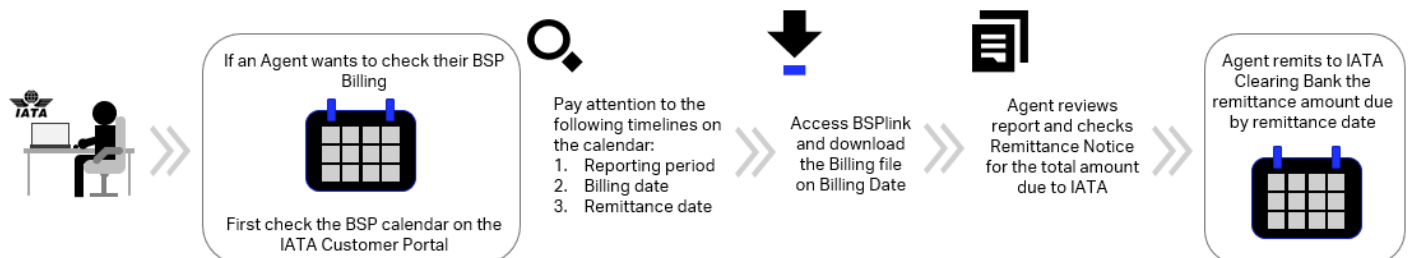 IATA
If an Agent wants to check their BSP
Billing
First check the BSP calendar on the
IATA Customer Portal
Pay attention to the
following timelines on
the calendar:
1. Reporting period
2. Billing date
3. Remittance date
Access BSPlink
and download
the Billing file
on Billing Date
Agent reviews
report and checks
Remittance Notice
for the total amount
due to IATA
Agent remits to IATA
Clearing Bank the
remittance amount due
by remittance date